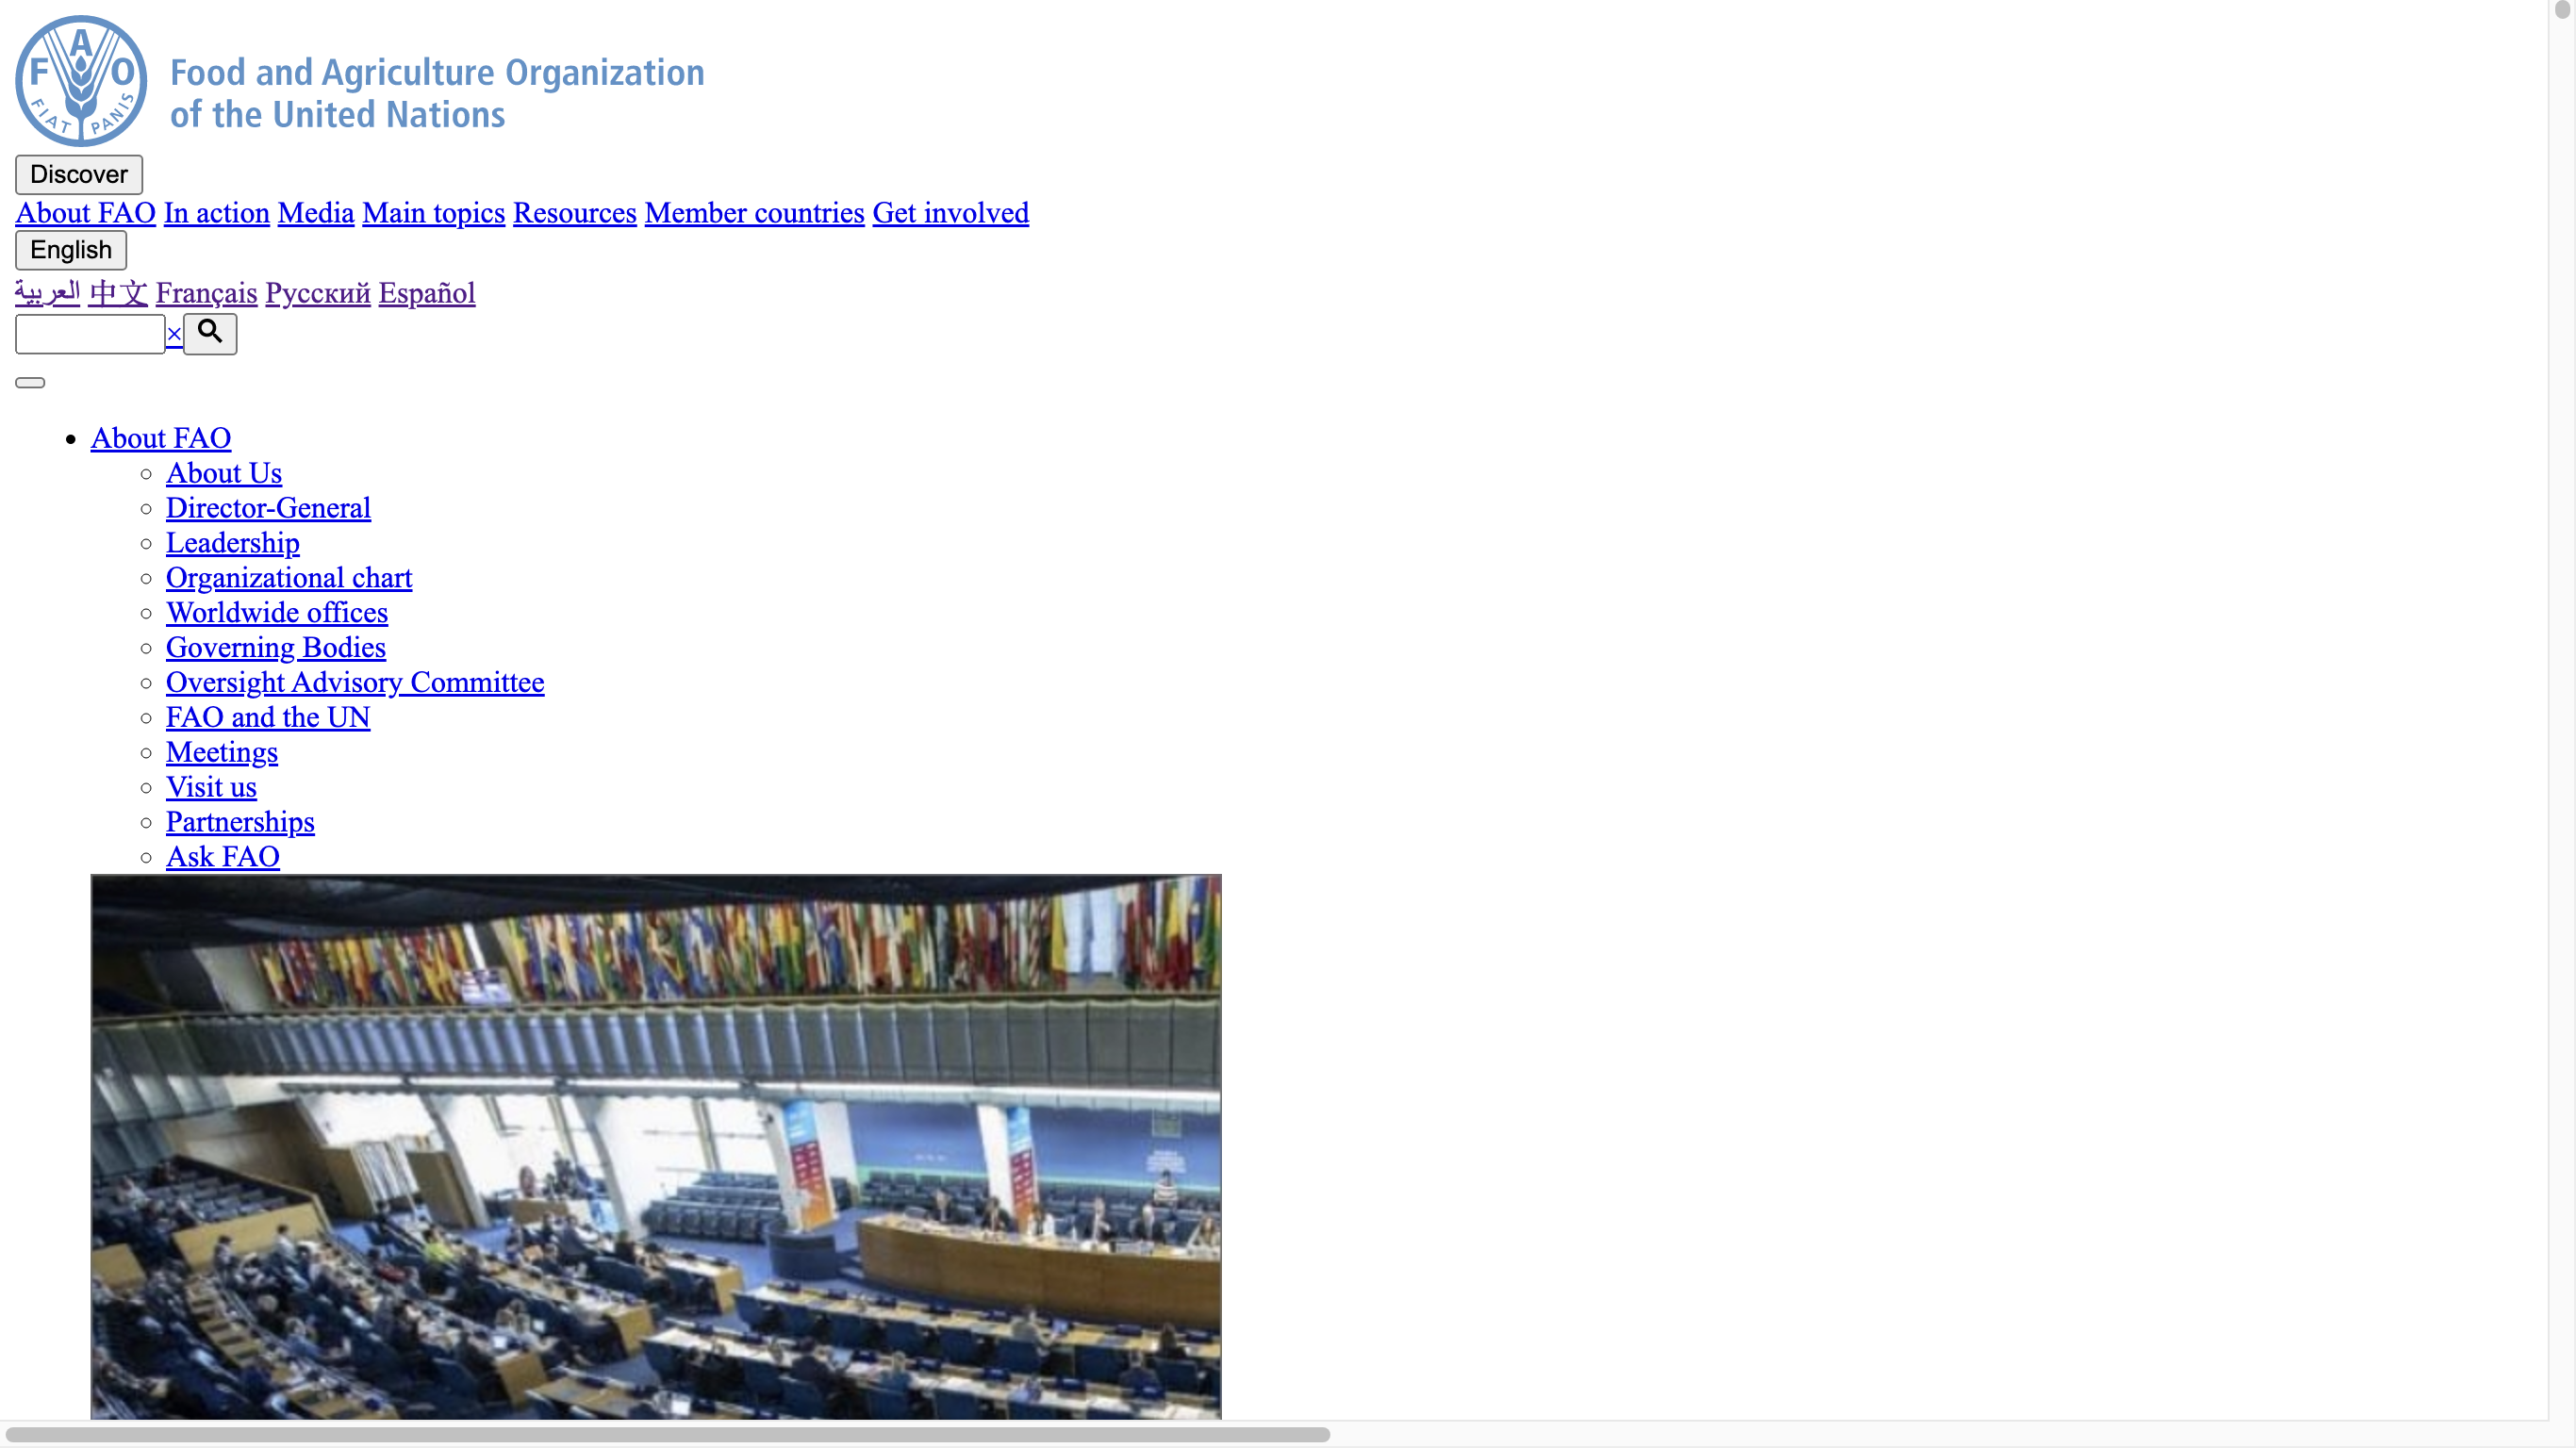 FAO
FIAT PANIS
Food and Agriculture Organization
of the United Nations
Discover
About FAO In action Media Main topics Resources Member countries Get involved
English
العربية 中文 Français Русский Español
×
About FAO
About Us
Director-General
Leadership
Organizational chart
Worldwide offices
Governing Bodies
Oversight Advisory Committee
FAO and the UN
Meetings
Visit us
Partnerships
Ask FAO